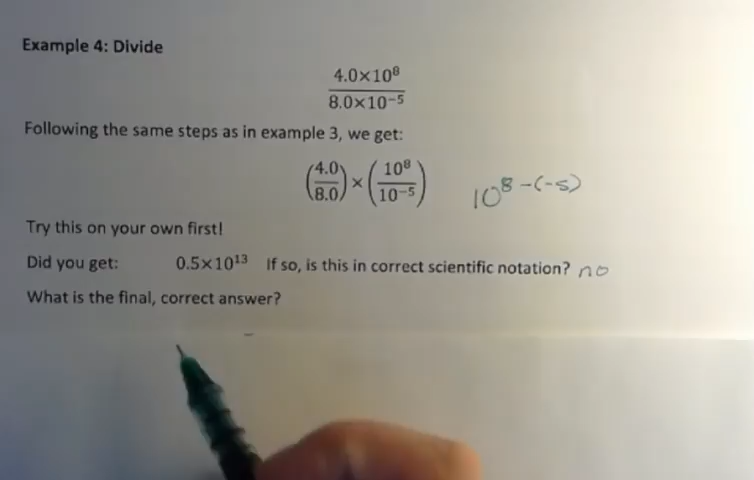 Example 4: Divide
4.0×10⁸
8.0×10⁻⁵
Following the same steps as in example 3, we get:
(4.0/8.0) × (10⁸/10⁻⁵) 10⁸⁻⁽⁻⁵⁾
Try this on your own first!
Did you get: 0.5×10¹³ If so, is this in correct scientific notation? no
What is the final, correct answer?